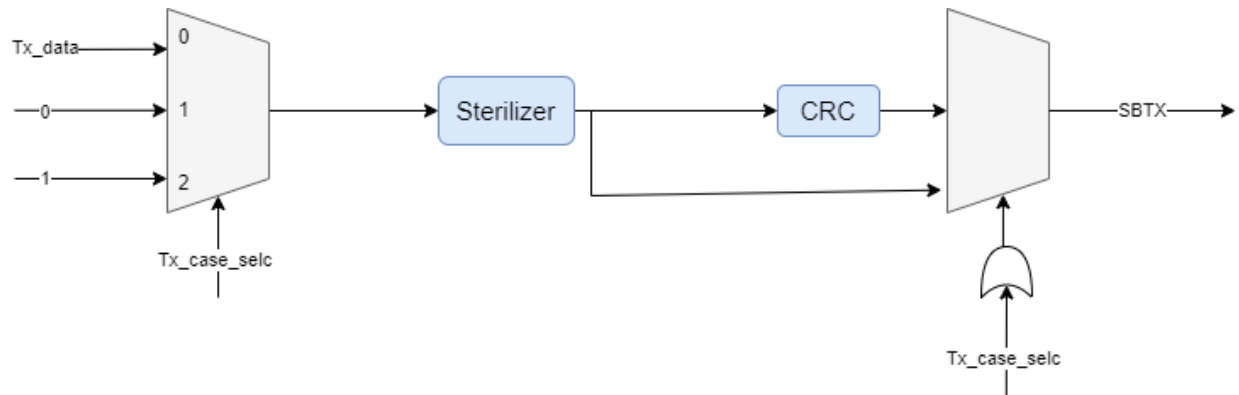 Tx_data
0
1
0
1
2
Tx_case_selc
Sterilizer
CRC
SBTX
Tx_case_selc